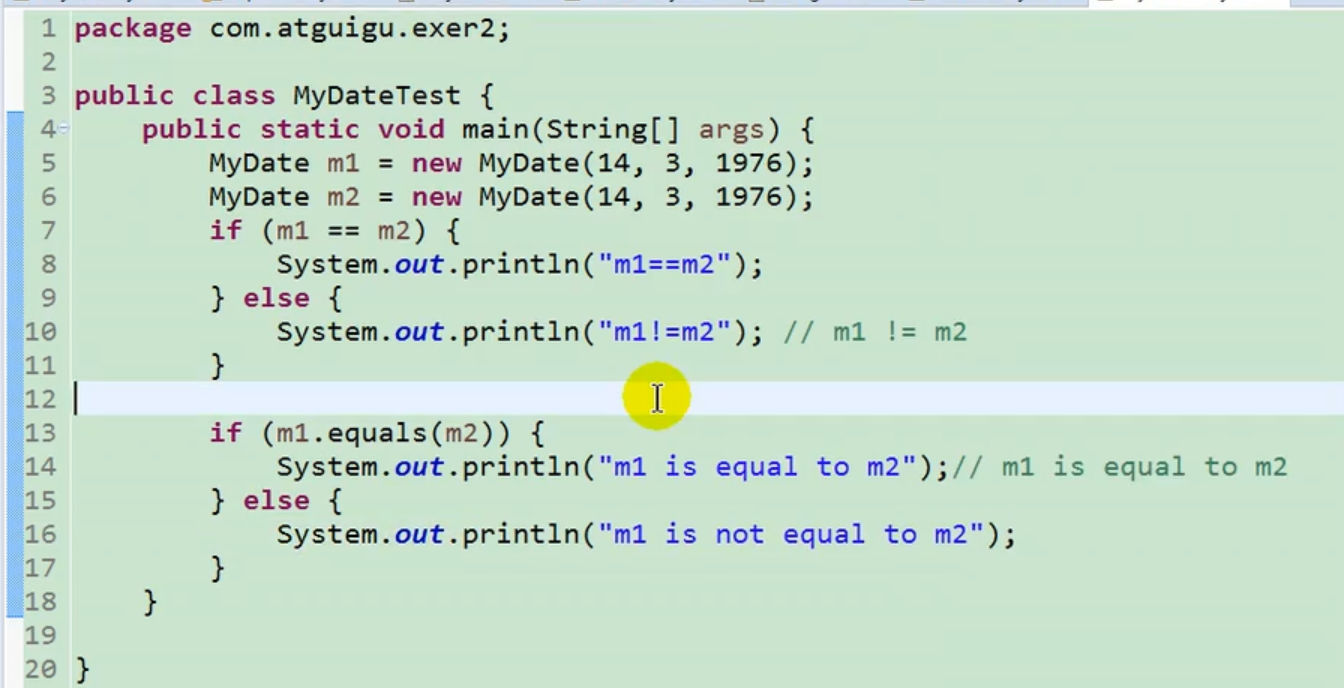 1 package com.atguigu.exer2;
2
3 public class MyDateTest {
4     public static void main(String[] args) {
5         MyDate m1 = new MyDate(14, 3, 1976);
6         MyDate m2 = new MyDate(14, 3, 1976);
7         if (m1 == m2) {
8             System.out.println("m1==m2");
9         } else {
10             System.out.println("m1!=m2"); // m1 != m2
11         }
12
13         if (m1.equals(m2)) {
14             System.out.println("m1 is equal to m2");// m1 is equal to m2
15         } else {
16             System.out.println("m1 is not equal to m2");
17         }
18     }
19
20 }